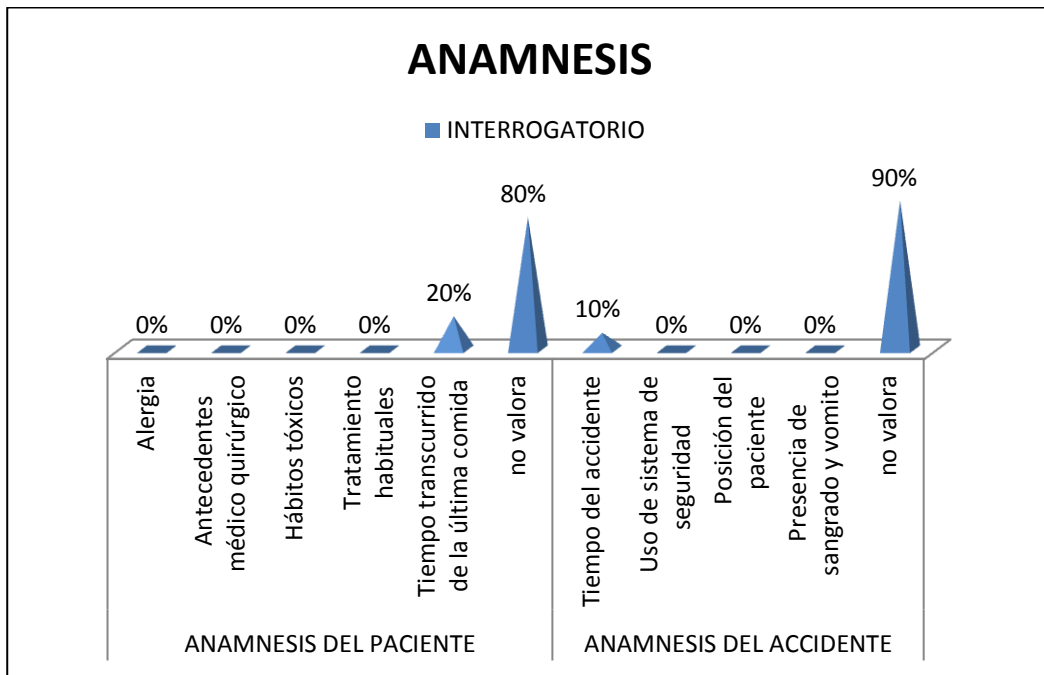 ANAMNESIS
INTERROGATORIO
0%
0%
0%
0%
20%
80%
10%
0%
0%
0%
90%
Alergia
Antecedentes
médico quirúrgico
Hábitos tóxicos
Tratamiento
habituales
Tiempo transcurrido
de la última comida
no valora
Tiempo del accidente
Uso de sistema de
seguridad
Posición del
paciente
Presencia de
sangrado y vomito
no valora
ANAMNESIS DEL PACIENTE
ANAMNESIS DEL ACCIDENTE